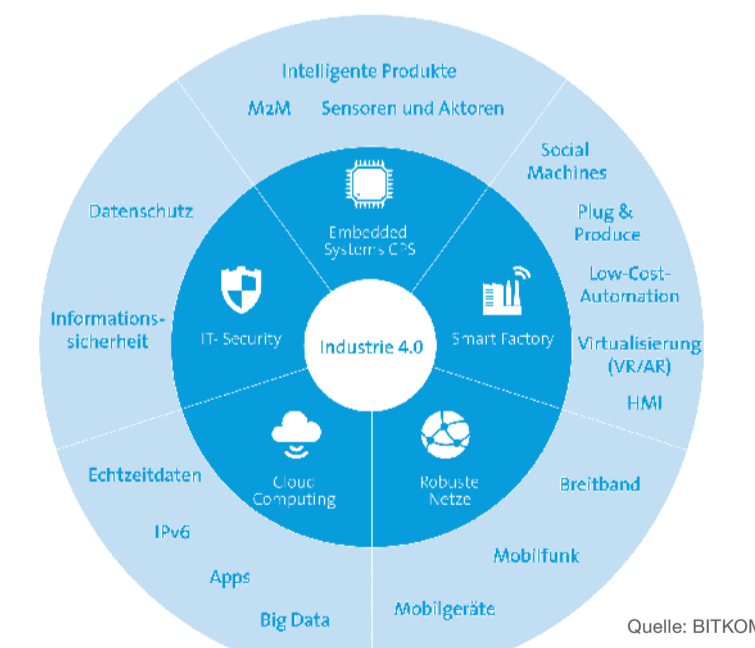 Intelligente Produkte
M2M Sensoren und Aktoren
Social
Machines
Plug &
Produce
Low-Cost-
Automation
Virtualisierung
(VR/AR)
HMI
Datenschutz
Informations-
sicherheit
Embedded
Systems CPS
IT- Security
Industrie 4.0
Smart Factory
Cloud
Computing
Robuste
Netze
Echtzeitdaten
IPv6
Apps
Big Data
Breitband
Mobilfunk
Mobilgeräte
Quelle: BITKOM